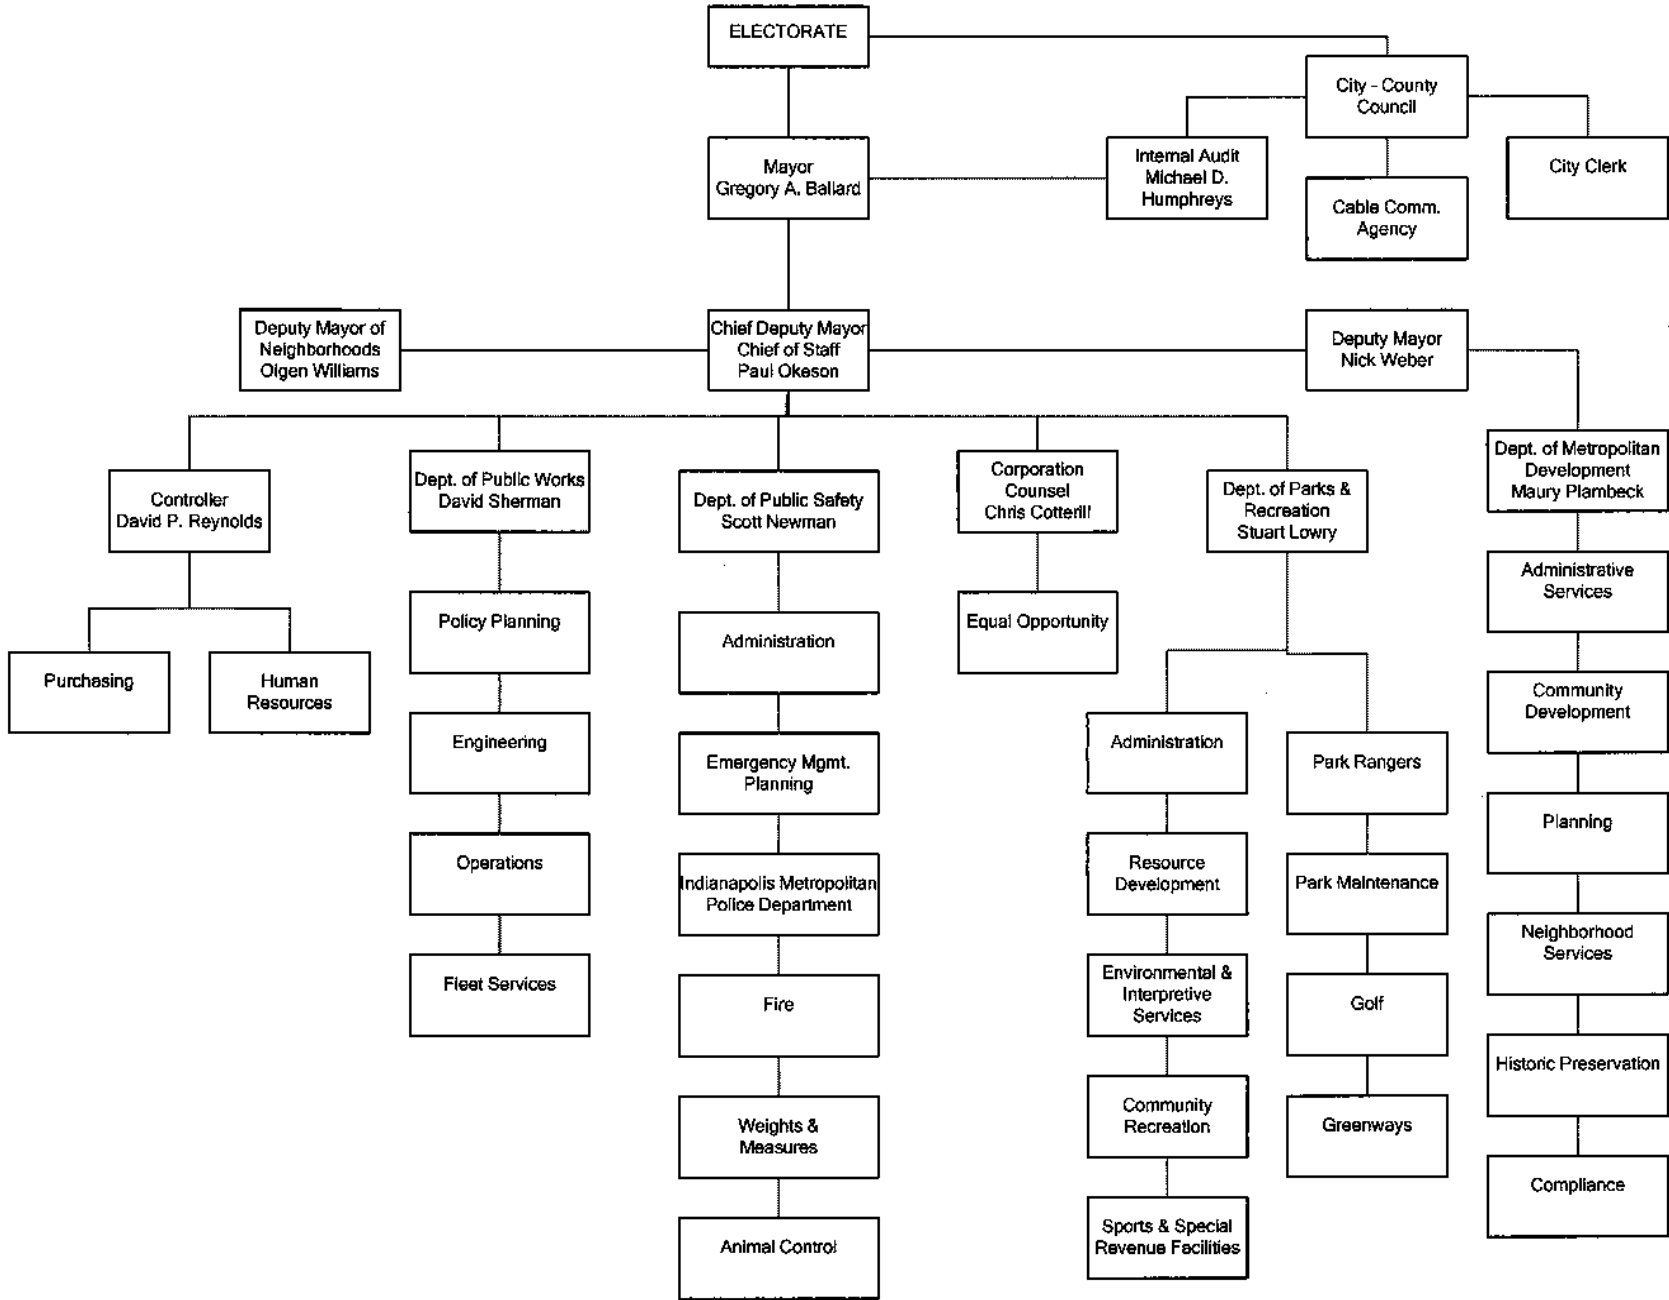 ELECTORATE
City - County
Council
Mayor
Gregory A. Ballard
Internal Audit
Michael D.
Humphreys
City Clerk
Cable Comm.
Agency
Deputy Mayor of
Neighborhoods
Olgen Williams
Chief Deputy Mayor
Chief of Staff
Paul Okeson
Deputy Mayor
Nick Weber
Controller
David P. Reynolds
Dept. of Public Works
David Sherman
Dept. of Public Safety
Scott Newman
Corporation
Counsel
Chris Cotterill
Dept. of Parks &
Recreation
Stuart Lowry
Dept. of Metropolitan
Development
Maury Plambeck
Purchasing
Human
Resources
Policy Planning
Engineering
Operations
Fleet Services
Administration
Emergency Mgmt.
Planning
Indianapolis Metropolitan
Police Department
Fire
Weights &
Measures
Animal Control
Equal Opportunity
Administration
Resource
Development
Environmental &
Interpretive
Services
Community
Recreation
Sports & Special
Revenue Facilities
Park Rangers
Park Maintenance
Golf
Greenways
Administrative
Services
Community
Development
Planning
Neighborhood
Services
Historic Preservation
Compliance